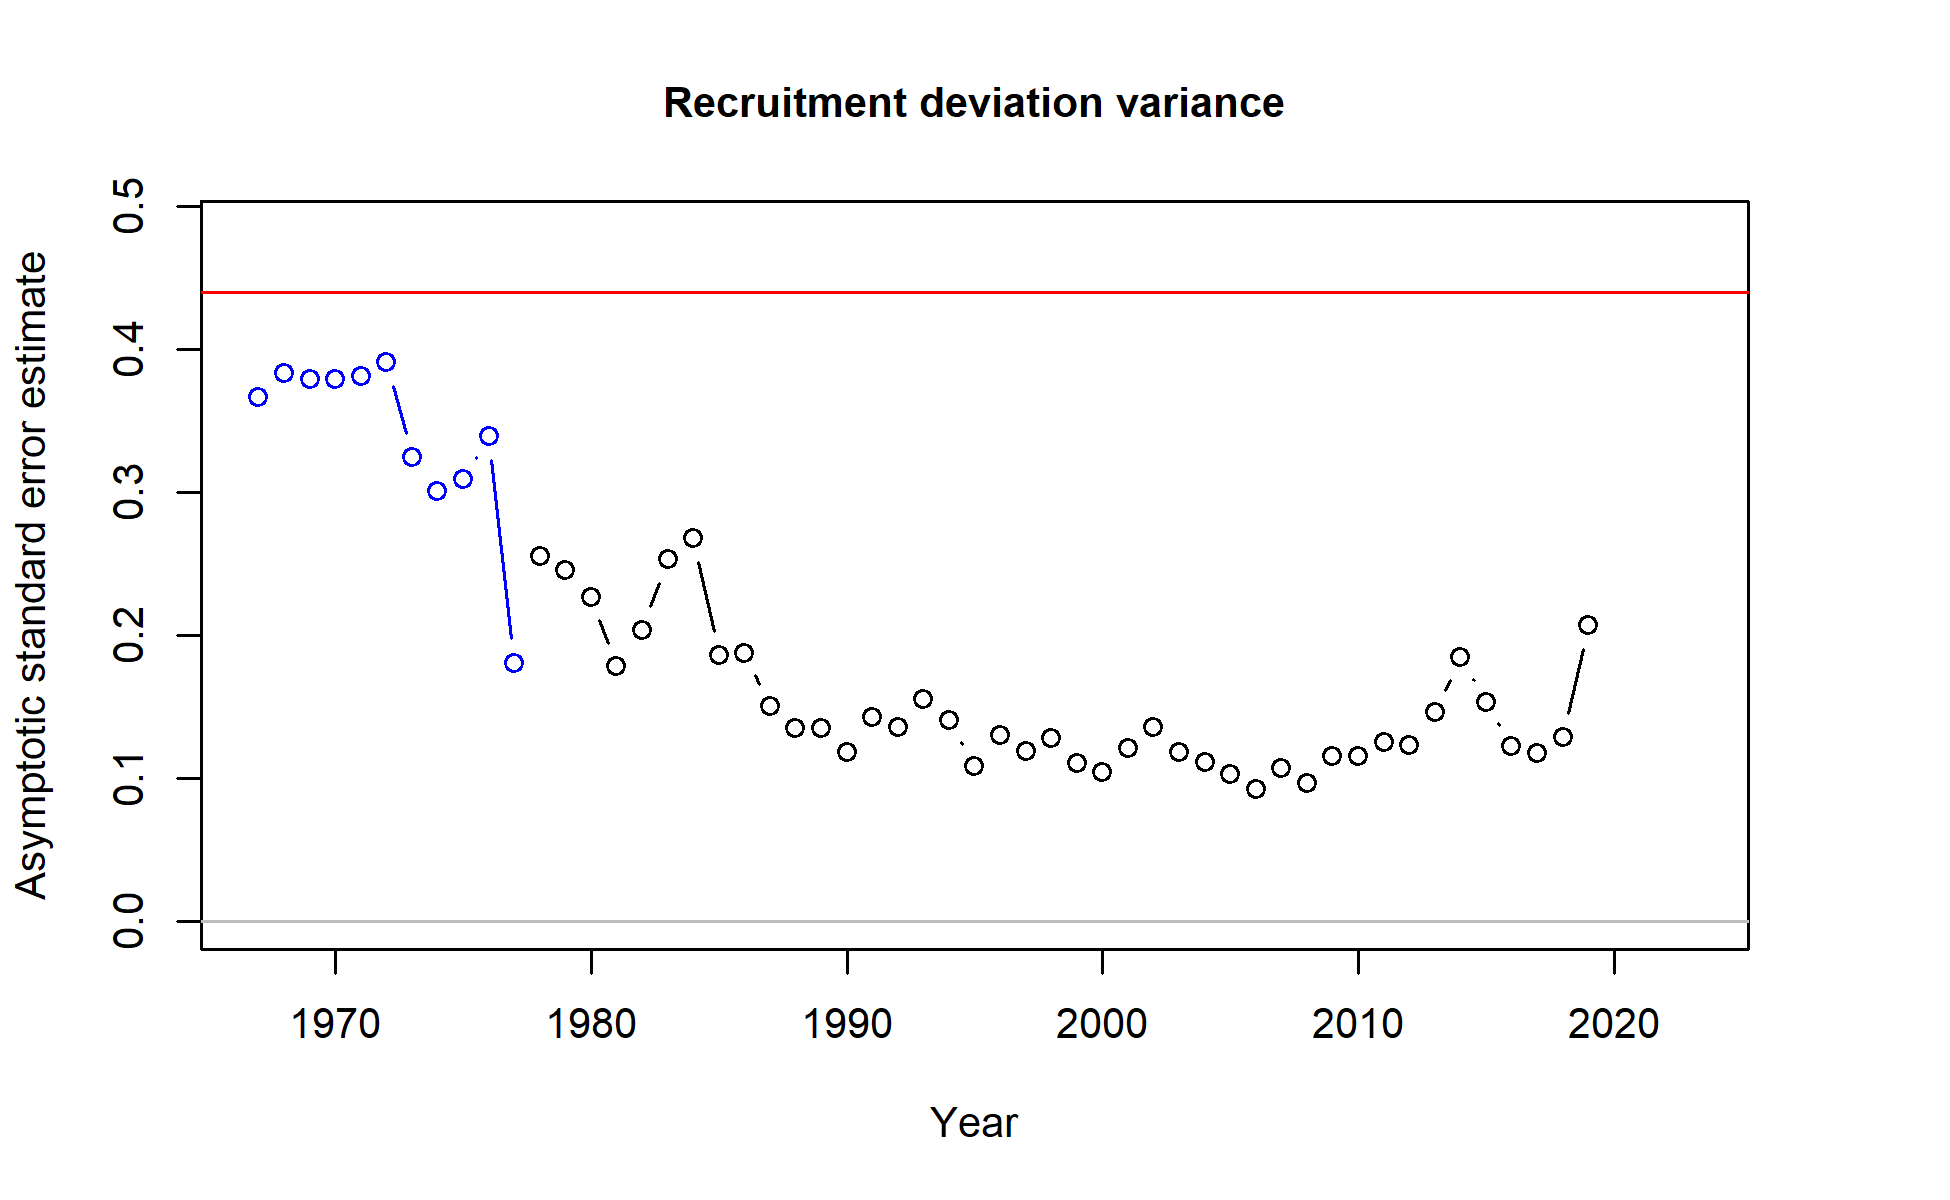 Recruitment deviation variance
Asymptotic standard error estimate
0.5
0.4
0.3
0.2
0.1
0.0
1970 1980 1990 2000 2010 2020
Year